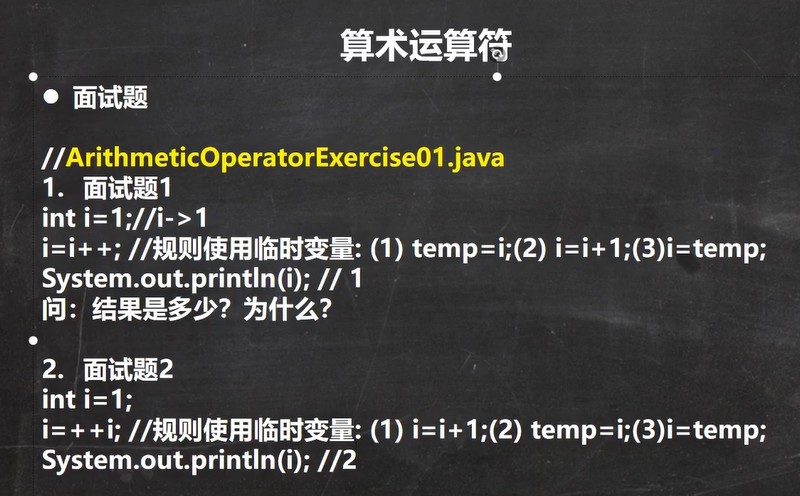 算术运算符
● 面试题
//ArithmeticOperatorExercise01.java
1. 面试题1
int i=1;//i->1
i=i++; //规则使用临时变量: (1) temp=i;(2) i=i+1;(3)i=temp;
System.out.println(i); // 1
问：结果是多少？为什么？
2. 面试题2
int i=1;
i=++i; //规则使用临时变量: (1) i=i+1;(2) temp=i;(3)i=temp;
System.out.println(i); //2